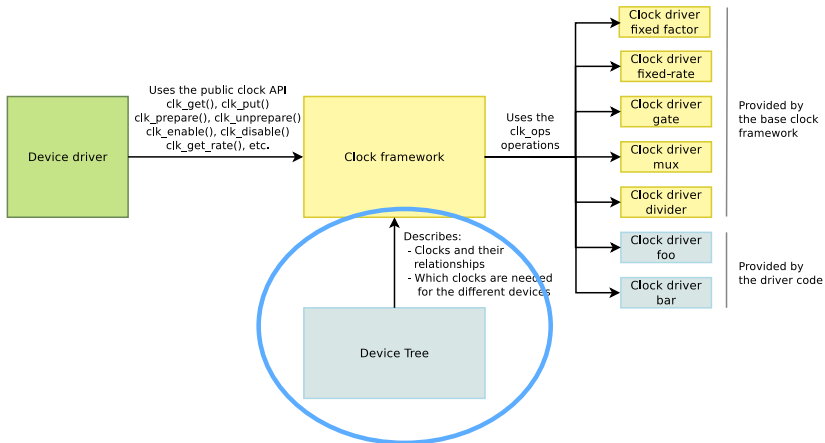 Device driver
Uses the public clock API
clk_get(), clk_put()
clk_prepare(), clk_unprepare()
clk_enable(), clk_disable()
clk_get_rate(), etc.
Clock framework
Uses the
clk_ops
operations
Clock driver
fixed factor
Clock driver
fixed-rate
Clock driver
gate
Clock driver
mux
Clock driver
divider
Provided by
the base clock
framework
Clock driver
foo
Clock driver
bar
Provided by
the driver code
Describes:
- Clocks and their
relationships
- Which clocks are needed
for the different devices
Device Tree